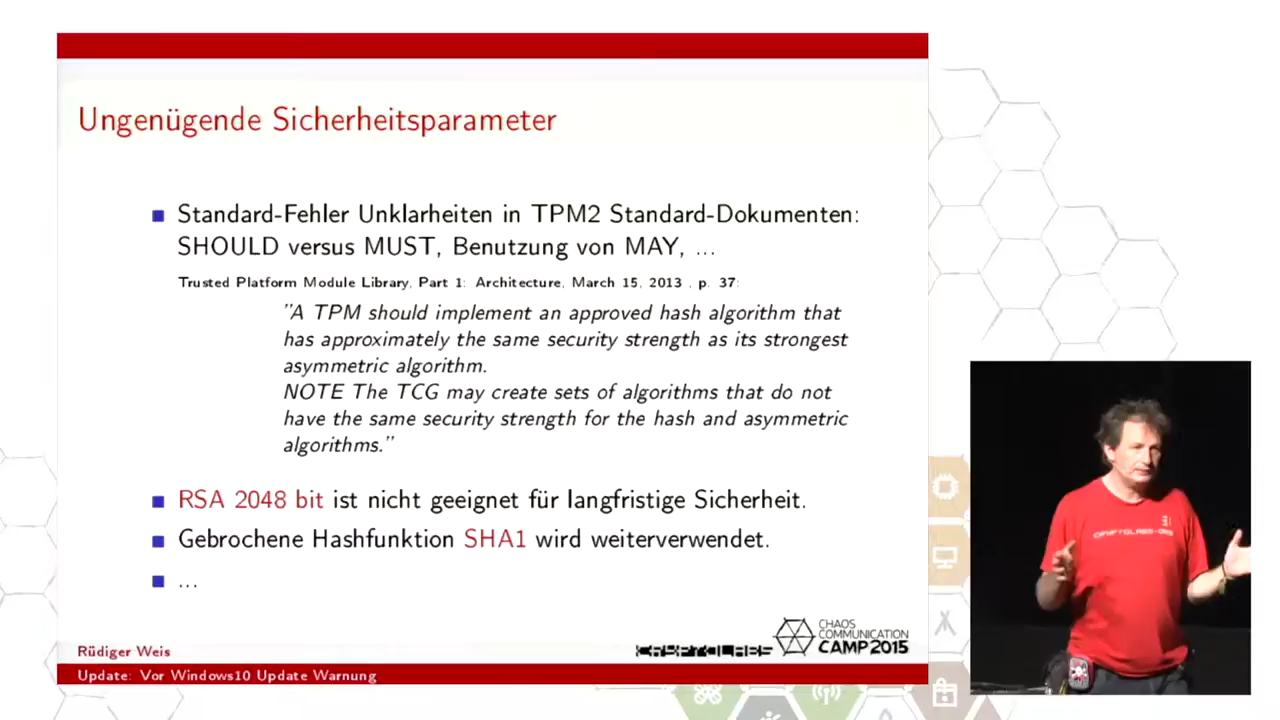 Ungenügende Sicherheitsparameter
Standard-Fehler Unklarheiten in TPM2 Standard-Dokumenten:
SHOULD versus MUST, Benutzung von MAY, ...
Trusted Platform Module Library, Part 1: Architecture, March 15, 2013 , p. 37:
"A TPM should implement an approved hash algorithm that
has approximately the same security strength as its strongest
asymmetric algorithm.
NOTE The TCG may create sets of algorithms that do not
have the same security strength for the hash and asymmetric
algorithms."
RSA 2048 bit ist nicht geeignet für langfristige Sicherheit.
Gebrochene Hashfunktion SHA1 wird weiterverwendet.
...
CHAOS
COMMUNICATION
CAMP 2015
Rüdiger Weis
CRYPTOLABS
Update: Vor Windows10 Update Warnung